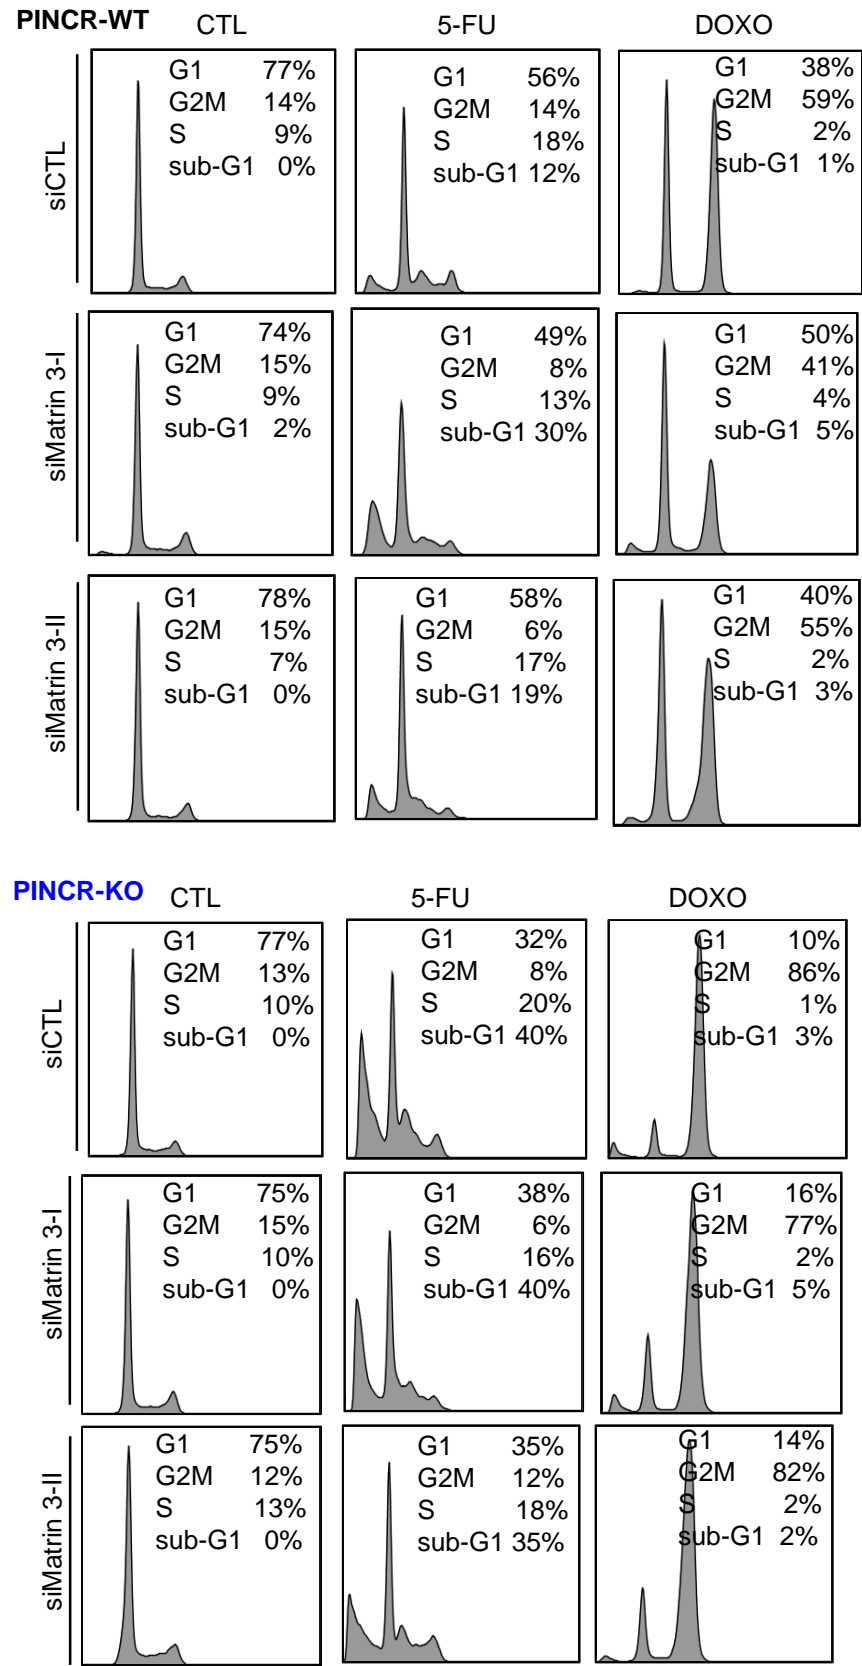 PINCR-WT CTL 5-FU DOXO
siCTL
G1 77%
G2M 14%
S 9%
sub-G1 0%
G1 56%
G2M 14%
S 18%
sub-G1 12%
G1 38%
G2M 59%
S 2%
sub-G1 1%
siMatrin 3-I
G1 74%
G2M 15%
S 9%
sub-G1 2%
G1 49%
G2M 8%
S 13%
sub-G1 30%
G1 50%
G2M 41%
S 4%
sub-G1 5%
siMatrin 3-II
G1 78%
G2M 15%
S 7%
sub-G1 0%
G1 58%
G2M 6%
S 17%
sub-G1 19%
G1 40%
G2M 55%
S 2%
sub-G1 3%
PINCR-KO CTL 5-FU DOXO
siCTL
G1 77%
G2M 13%
S 10%
sub-G1 0%
G1 32%
G2M 8%
S 20%
sub-G1 40%
G1 10%
G2M 86%
S 1%
sub-G1 3%
siMatrin 3-I
G1 75%
G2M 15%
S 10%
sub-G1 0%
G1 38%
G2M 6%
S 16%
sub-G1 40%
G1 16%
G2M 77%
S 2%
sub-G1 5%
siMatrin 3-II
G1 75%
G2M 12%
S 13%
sub-G1 0%
G1 35%
G2M 12%
S 18%
sub-G1 35%
G1 14%
G2M 82%
S 2%
sub-G1 2%